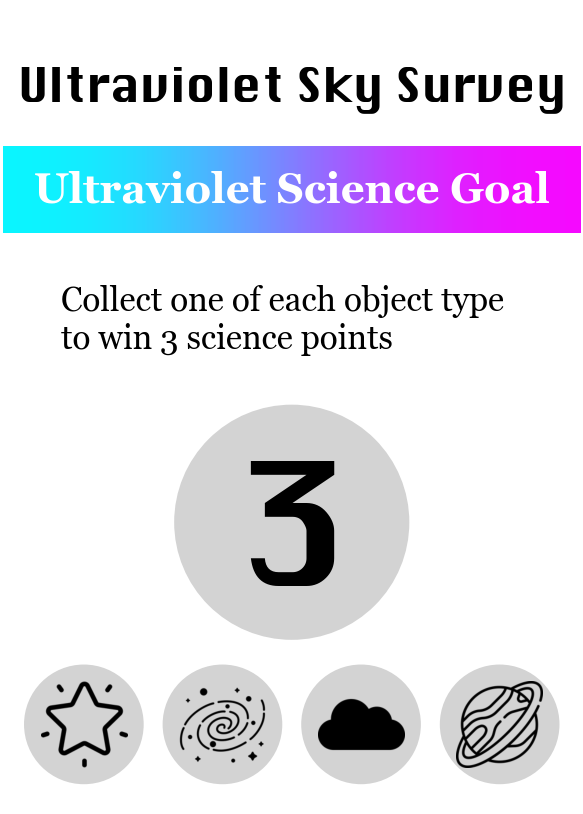 Ultraviolet Sky Survey
Ultraviolet Science Goal
Collect one of each object type
to win 3 science points
3